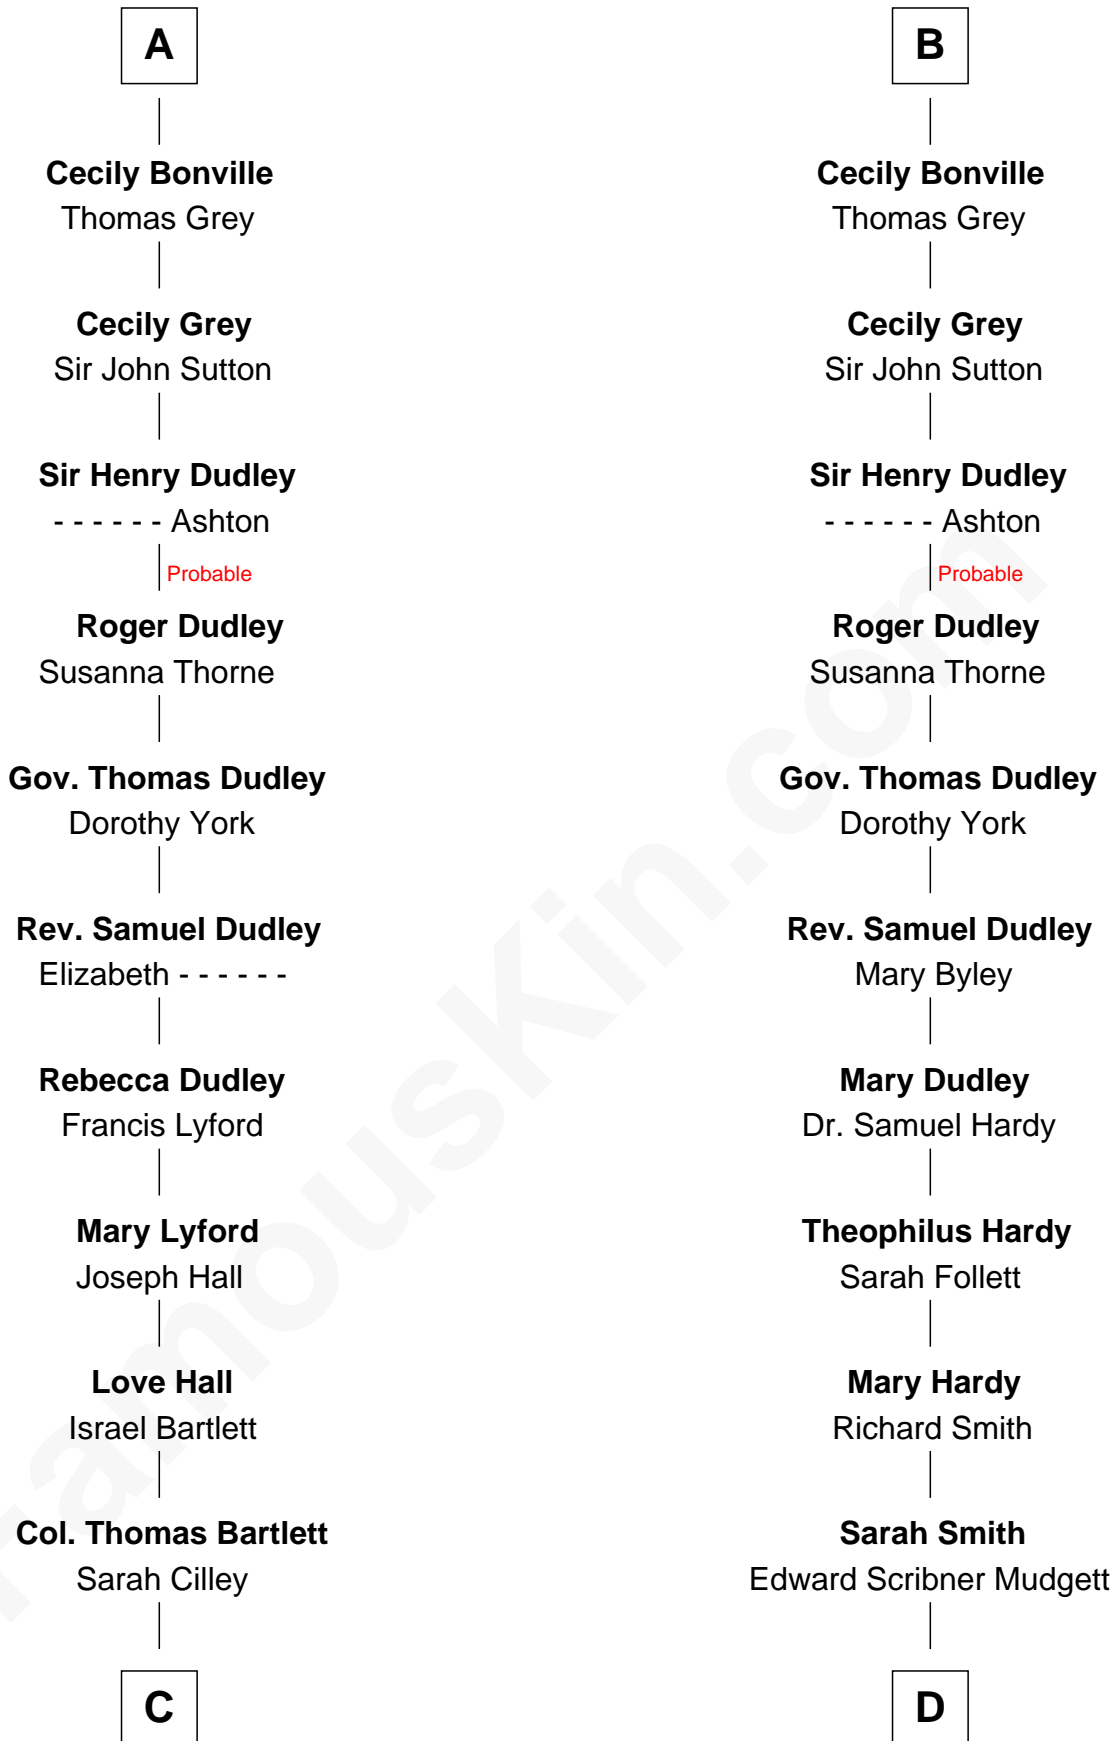 A
Cecily Bonville
Thomas Grey
Cecily Grey
Sir John Sutton
Sir Henry Dudley
- - - - - - Ashton
Probable
Roger Dudley
Susanna Thorne
Gov. Thomas Dudley
Dorothy York
Rev. Samuel Dudley
Elizabeth - - - - - -
Rebecca Dudley
Francis Lyford
Mary Lyford
Joseph Hall
Love Hall
Israel Bartlett
Col. Thomas Bartlett
Sarah Cilley
C
B
Cecily Bonville
Thomas Grey
Cecily Grey
Sir John Sutton
Sir Henry Dudley
- - - - - - Ashton
Probable
Roger Dudley
Susanna Thorne
Gov. Thomas Dudley
Dorothy York
Rev. Samuel Dudley
Mary Byley
Mary Dudley
Dr. Samuel Hardy
Theophilus Hardy
Sarah Follett
Mary Hardy
Richard Smith
Sarah Smith
Edward Scribner Mudgett
D
FamousKin.com